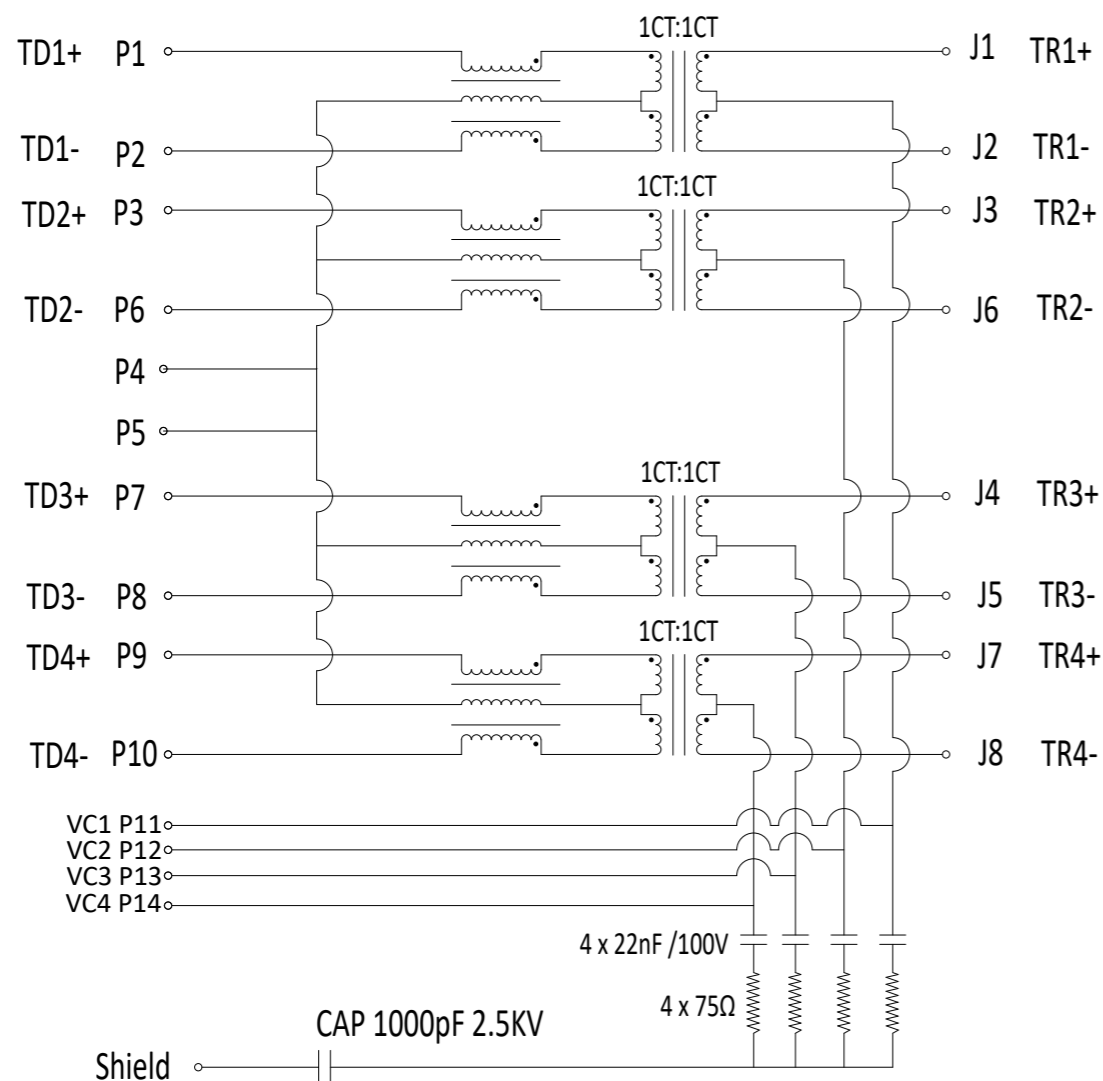 1CT:1CT
TD1+ P1 J1 TR1+
TD1- P2 J2 TR1-
1CT:1CT
TD2+ P3 J3 TR2+
TD2- P6 J6 TR2-
P4
P5
1CT:1CT
TD3+ P7 J4 TR3+
TD3- P8 J5 TR3-
1CT:1CT
TD4+ P9 J7 TR4+
TD4- P10 J8 TR4-
VC1 P11
VC2 P12
VC3 P13
VC4 P14
4 x 22nF /100V
4 x 75Ω
CAP 1000pF 2.5KV
Shield